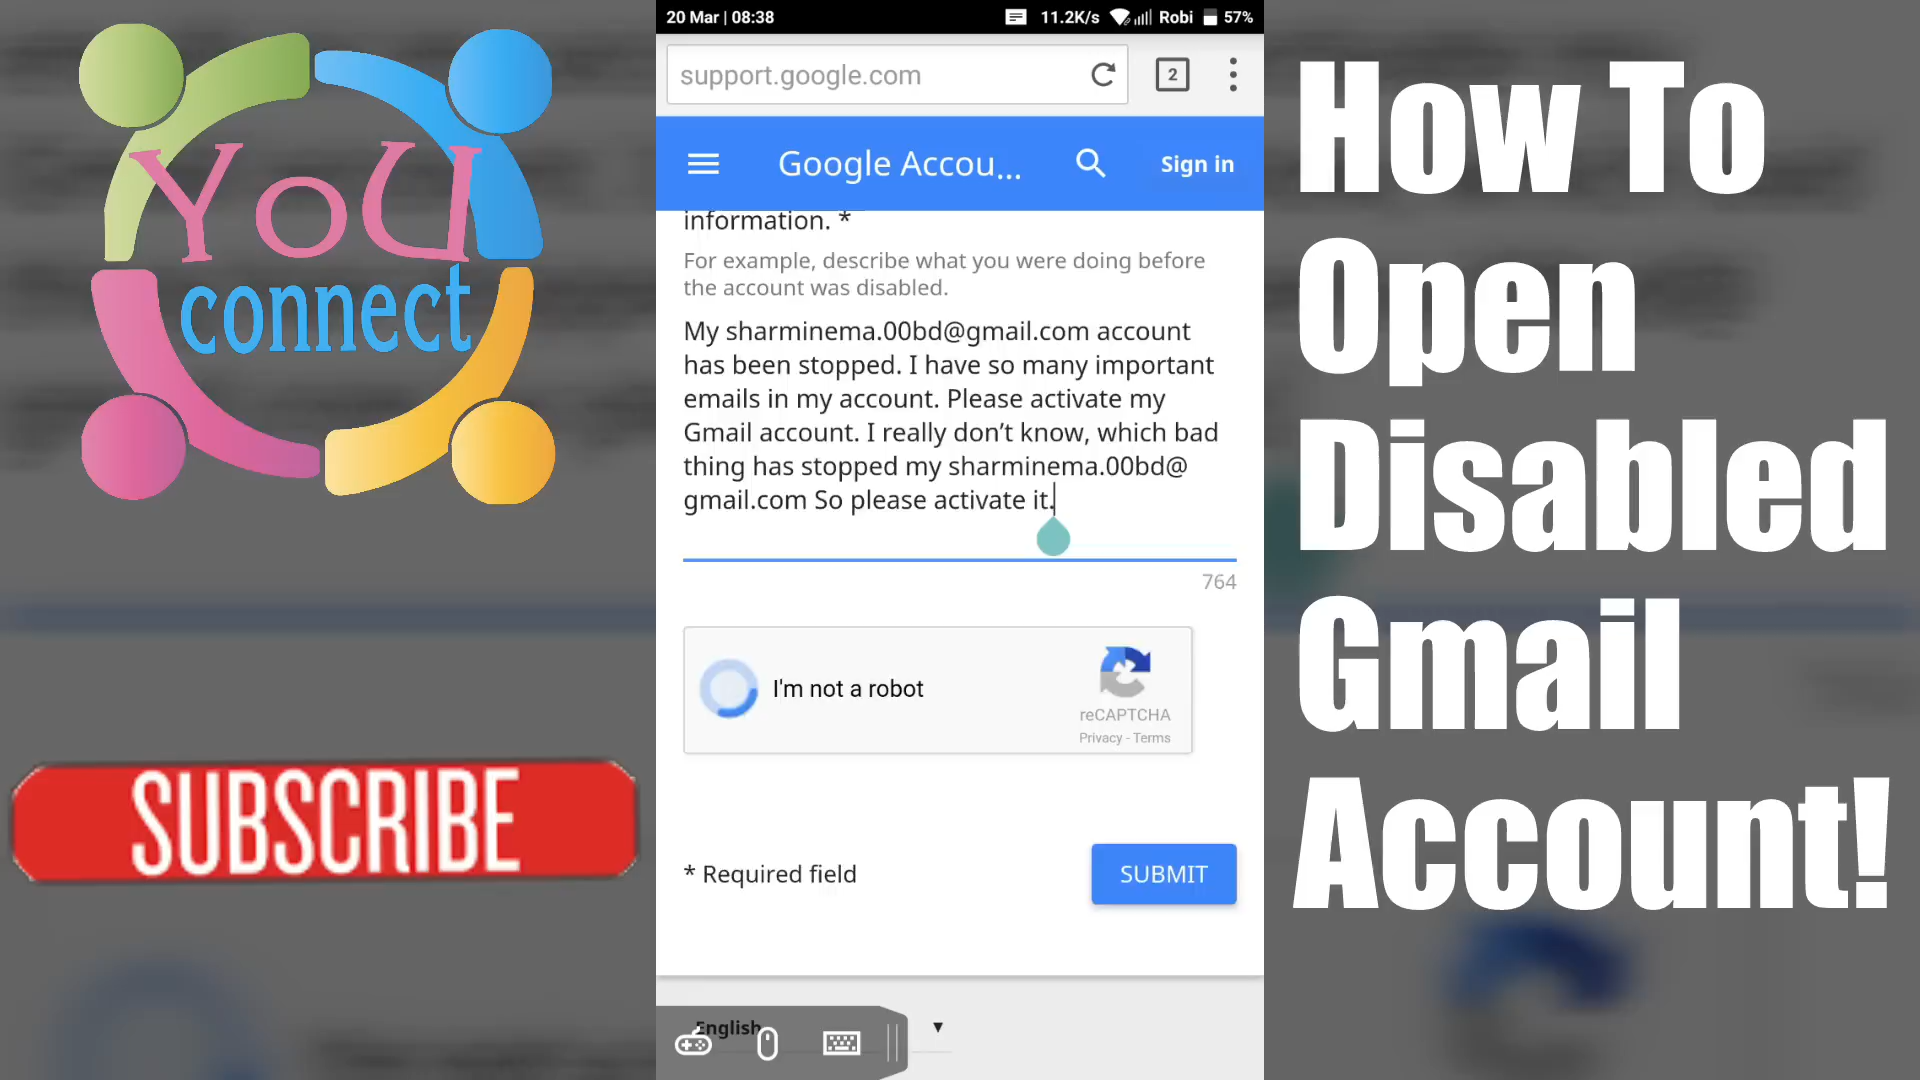 YoU
connect
SUBSCRIBE
20 Mar | 08:38
11.2K/s
Robi
57%
support.google.com
2
Google Accou...
Sign in
information. *
For example, describe what you were doing before
the account was disabled.
My sharminema.00bd@gmail.com account
has been stopped. I have so many important
emails in my account. Please activate my
Gmail account. I really don’t know, which bad
thing has stopped my sharminema.00bd@
gmail.com So please activate it.
764
I'm not a robot
reCAPTCHA
Privacy - Terms
* Required field
SUBMIT
English
How To
Open
Disabled
Gmail
Account!